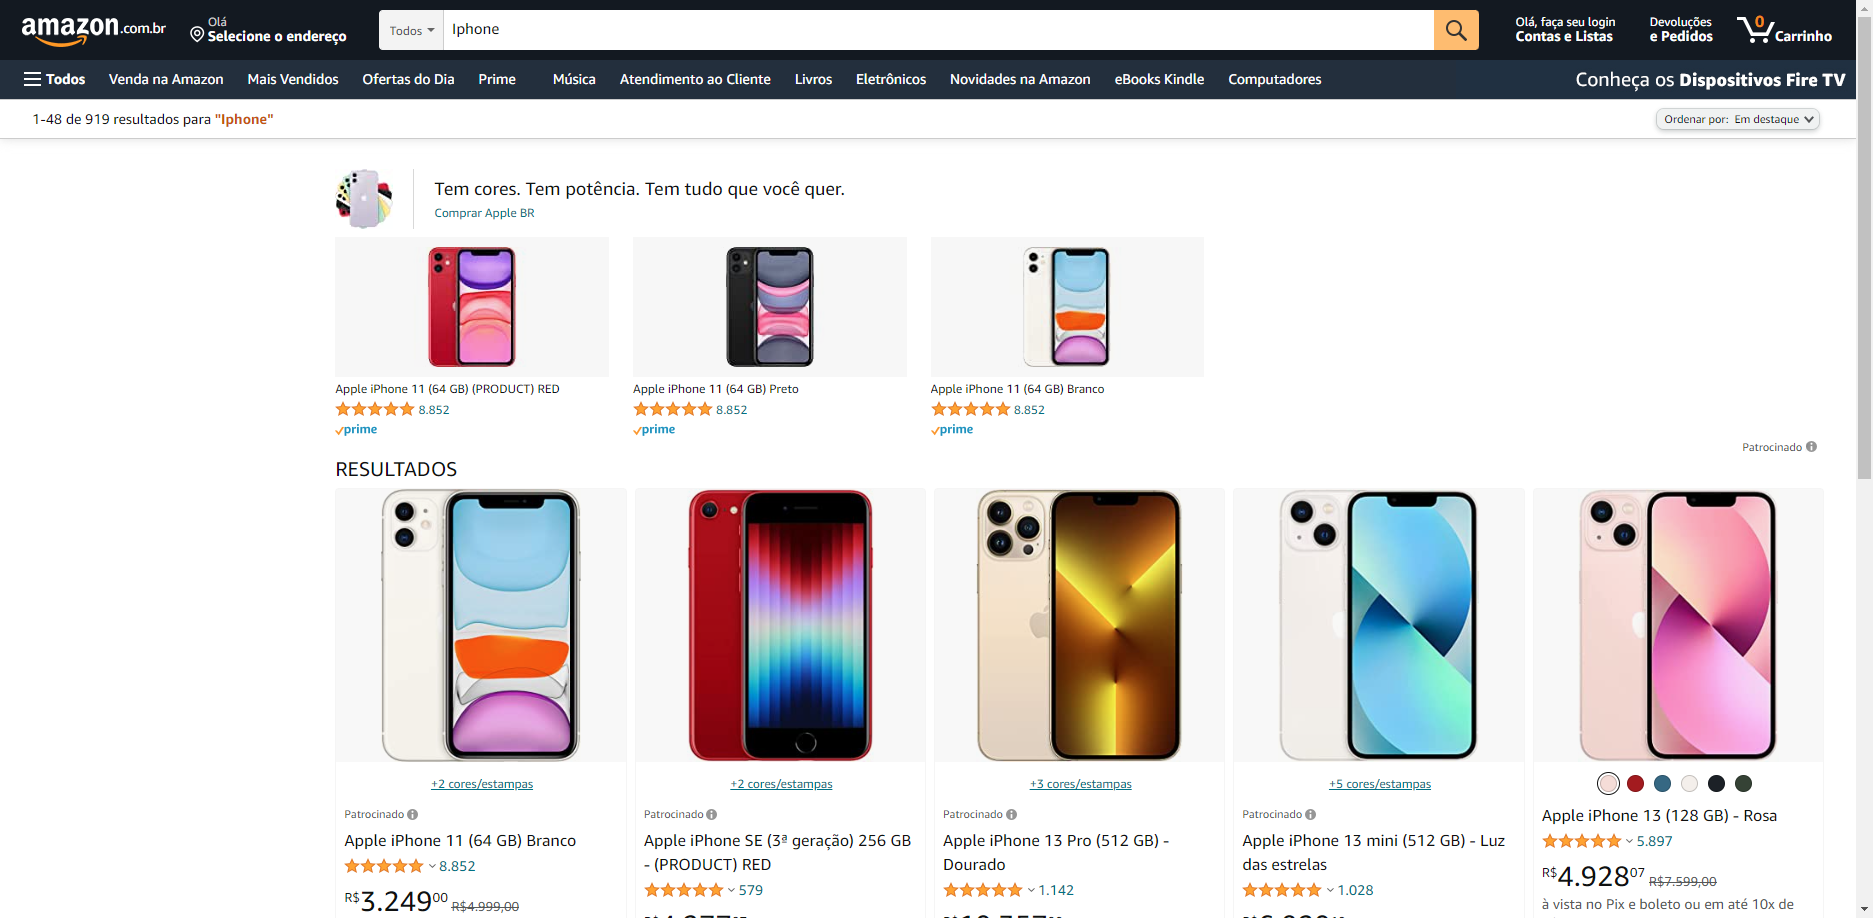 amazon.com.br
Olá
Selecione o endereço
Todos
Iphone
Olá, faça seu login
Contas e Listas
Devoluções
e Pedidos
0
Carrinho
Todos
Venda na Amazon
Mais Vendidos
Ofertas do Dia
Prime
Música
Atendimento ao Cliente
Livros
Eletrônicos
Novidades na Amazon
eBooks Kindle
Computadores
Conheça os Dispositivos Fire TV
1-48 de 919 resultados para "Iphone"
Ordenar por: Em destaque
Tem cores. Tem potência. Tem tudo que você quer.
Comprar Apple BR
Apple iPhone 11 (64 GB) (PRODUCT) RED
8.852
prime
Apple iPhone 11 (64 GB) Preto
8.852
prime
Apple iPhone 11 (64 GB) Branco
8.852
prime
Patrocinado
RESULTADOS
+2 cores/estampas
Patrocinado
Apple iPhone 11 (64 GB) Branco
8.852
R$3.24900 R$4.999,00
+2 cores/estampas
Patrocinado
Apple iPhone SE (3ª geração) 256 GB
- (PRODUCT) RED
579
+3 cores/estampas
Patrocinado
Apple iPhone 13 Pro (512 GB) -
Dourado
1.142
+5 cores/estampas
Patrocinado
Apple iPhone 13 mini (512 GB) - Luz
das estrelas
1.028
Apple iPhone 13 (128 GB) - Rosa
5.897
R$4.92807 R$7.599,00
à vista no Pix e boleto ou em até 10x de